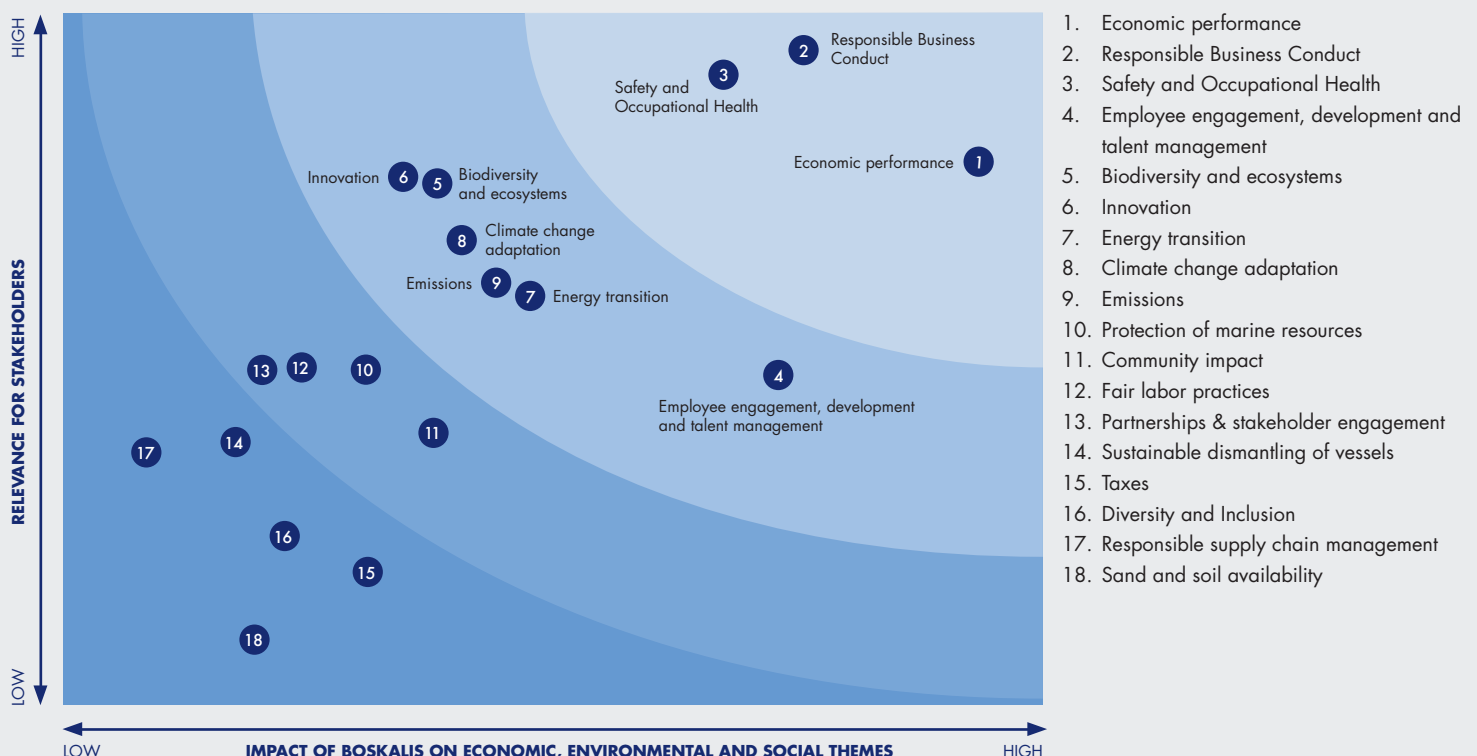 HIGH
RELEVANCE FOR STAKEHOLDERS
LOW
2
Responsible Business
Conduct
3
Safety and
Occupational Health
Economic performance
1
Innovation
6
5
Biodiversity
and ecosystems
8
Climate change
adaptation
Emissions
9
7
Energy transition
13
12
10
4
Employee engagement, development
and talent management
11
14
17
16
15
18
LOW
IMPACT OF BOSKALIS ON ECONOMIC, ENVIRONMENTAL AND SOCIAL THEMES
HIGH
1. Economic performance
2. Responsible Business Conduct
3. Safety and Occupational Health
4. Employee engagement, development and
talent management
5. Biodiversity and ecosystems
6. Innovation
7. Energy transition
8. Climate change adaptation
9. Emissions
10. Protection of marine resources
11. Community impact
12. Fair labor practices
13. Partnerships & stakeholder engagement
14. Sustainable dismantling of vessels
15. Taxes
16. Diversity and Inclusion
17. Responsible supply chain management
18. Sand and soil availability